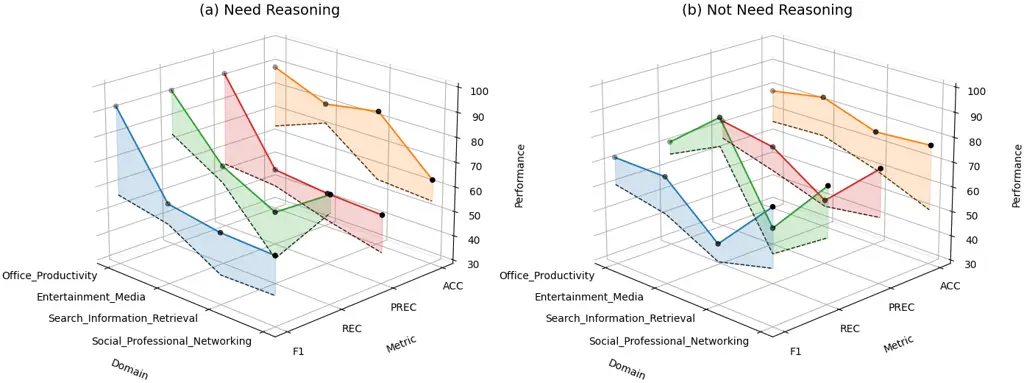 (a) Need Reasoning
100
90
80
70
60
50
40
30
Performance
Office_Productivity
Entertainment_Media
Search_Information_Retrieval
Social_Professional_Networking
Domain
F1
REC
PREC
ACC
Metric
(b) Not Need Reasoning
100
90
80
70
60
50
40
30
Performance
Office_Productivity
Entertainment_Media
Search_Information_Retrieval
Social_Professional_Networking
Domain
F1
REC
PREC
ACC
Metric